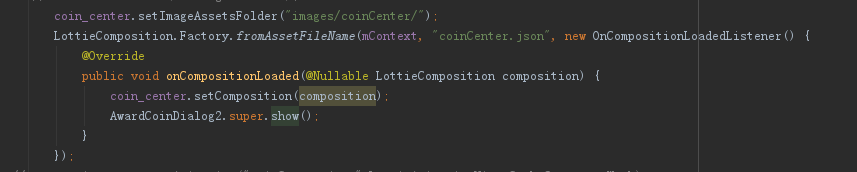 coin_center.setImageAssetsFolder("images/coinCenter/");
LottieComposition.Factory.fromAssetFileName(mContext, "coinCenter.json", new OnCompositionLoadedListener() {
@Override
public void onCompositionLoaded(@Nullable LottieComposition composition) {
coin_center.setComposition(composition);
AwardCoinDialog2.super.show();
}
});